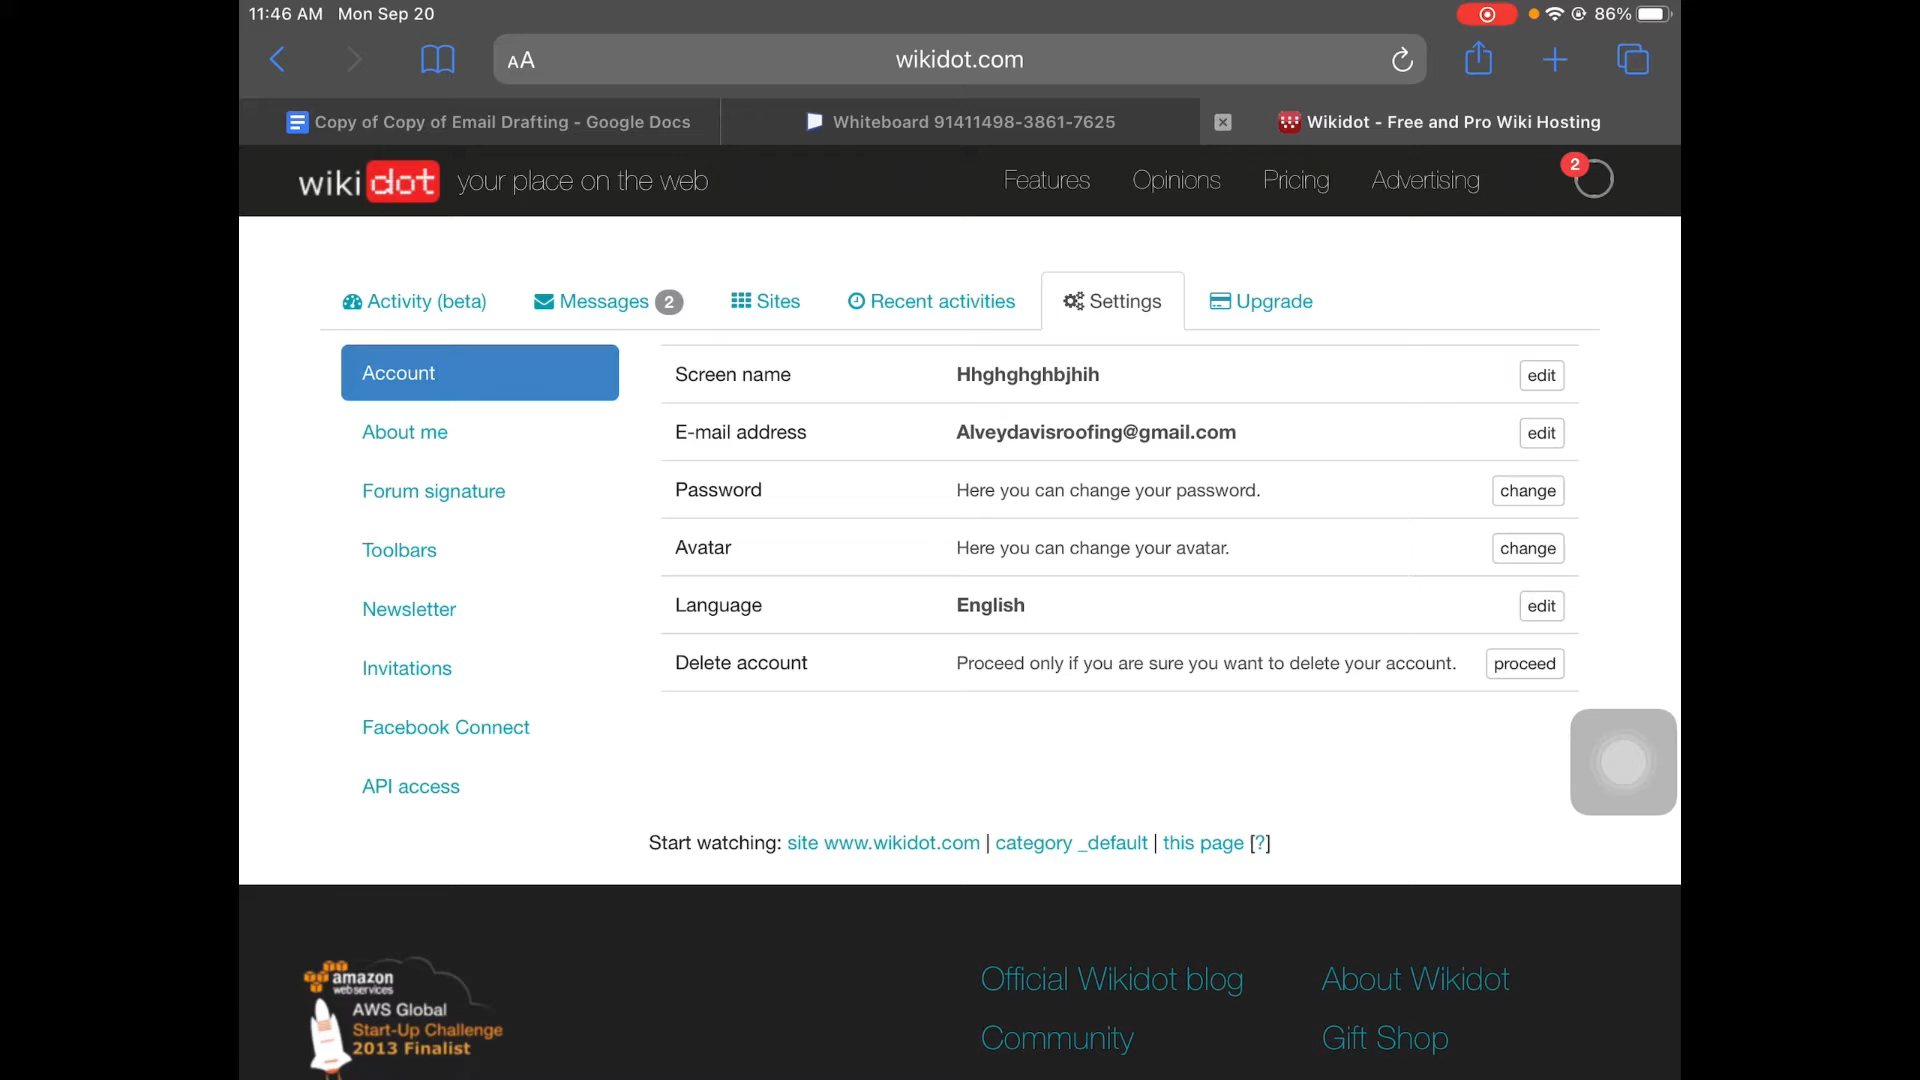 11:46 AM Mon Sep 20
86%
AA
wikidot.com
Copy of Copy of Email Drafting - Google Docs
Whiteboard 91411498-3861-7625
Wikidot - Free and Pro Wiki Hosting
wiki dot your place on the web
Features Opinions Pricing Advertising
2
Activity (beta) Messages 2 Sites Recent activities Settings Upgrade
Account
About me
Forum signature
Toolbars
Newsletter
Invitations
Facebook Connect
API access
Screen name Hhghghghbjhih edit
E-mail address Alveydavisroofing@gmail.com edit
Password Here you can change your password. change
Avatar Here you can change your avatar. change
Language English edit
Delete account Proceed only if you are sure you want to delete your account. proceed
Start watching: site www.wikidot.com | category _default | this page [?]
amazon
webservices
AWS Global
Start-Up Challenge
2013 Finalist
Official Wikidot blog
Community
About Wikidot
Gift Shop